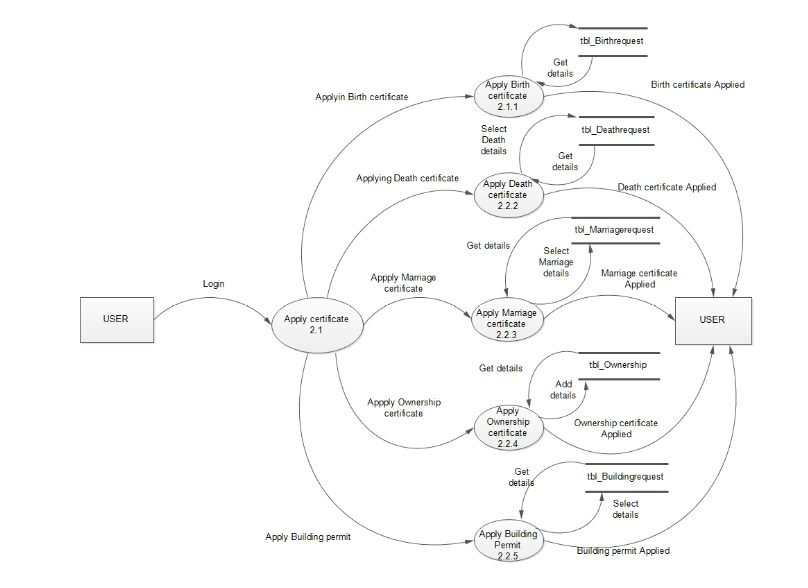 tbl_Birthrequest
Get
details
Apply Birth
certificate
2.1.1
Birth certificate Applied
Applyin Birth certificate
Select
Death
details
tbl_Deathrequest
Get
details
Applying Death certificate
Apply Death
certificate
2.2.2
Death certificate Applied
tbl_Marriagerequest
Get details
Select
Marriage
details
Appply Marriage
certificate
Marriage certificate
Applied
Login
USER
Apply certificate
2.1
Apply Marriage
certificate
2.2.3
USER
tbl_Ownership
Get details
Add
details
Appply Ownership
certificate
Apply
Ownership
certificate
2.2.4
Ownership certificate
Applied
Get
details
tbl_Buildingrequest
Select
details
Apply Building permit
Apply Building
Permit
2.2.5
Building permit Applied